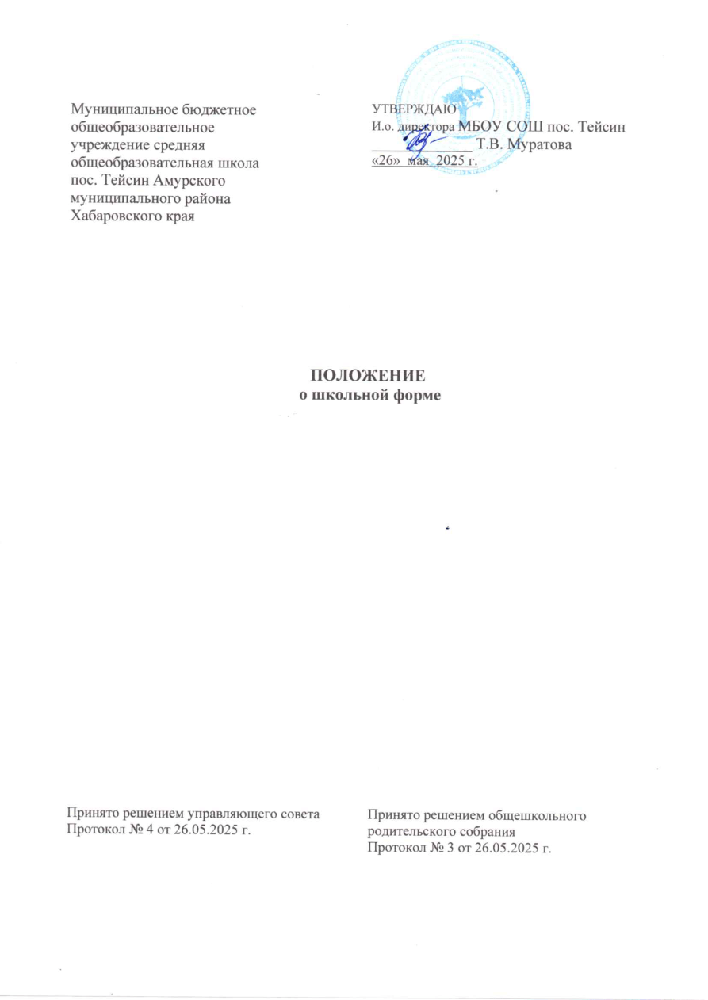 Муниципальное бюджетное
общеобразовательное
учреждение средняя
общеобразовательная школа
пос. Тейсин Амурского
муниципального района
Хабаровского края
УТВЕРЖДАЮ
И.о. директора МБОУ СОШ пос. Тейсин
Т.В. Муратова
«26» мая 2025 г.
ПОЛОЖЕНИЕ
о школьной форме
Принято решением управляющего совета
Протокол № 4 от 26.05.2025 г.
Принято решением общешкольного
родительского собрания
Протокол № 3 от 26.05.2025 г.